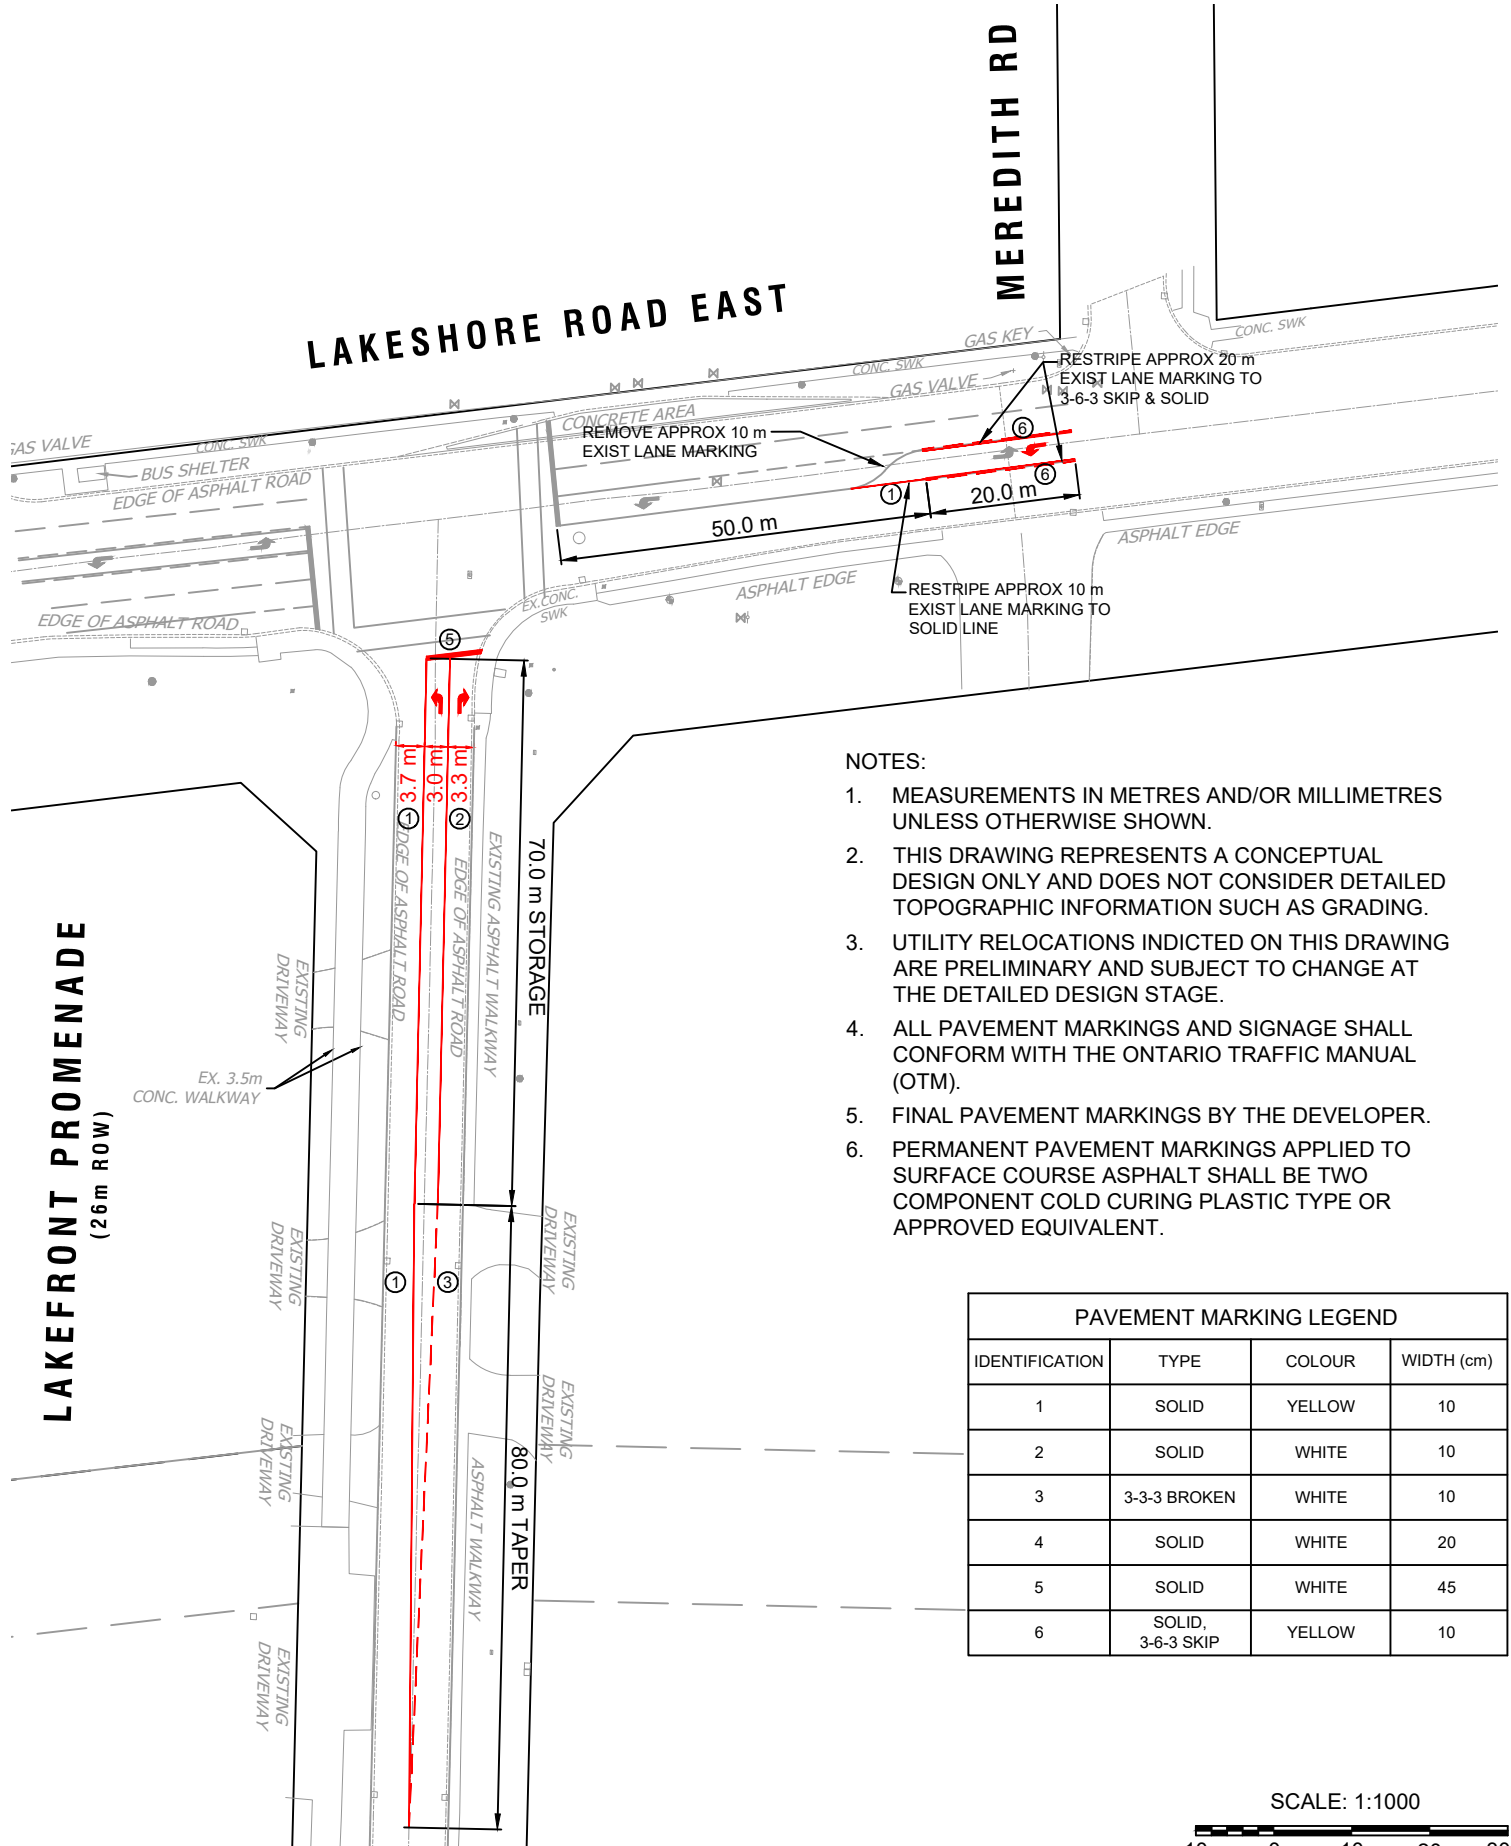 MEREDITH RD
LAKESHORE ROAD EAST
GAS KEY
CONC. SWK
RESTRIPE APPROX 20 m
EXIST LANE MARKING TO
3-6-3 SKIP & SOLID
CONC. SWK
GAS VALVE
CONCRETE AREA
REMOVE APPROX 10 m
EXIST LANE MARKING
6
GAS VALVE
CONC. SWK
BUS SHELTER
EDGE OF ASPHALT ROAD
6
1
20.0 m
50.0 m
ASPHALT EDGE
ASPHALT EDGE
RESTRIPE APPROX 10 m
EXIST LANE MARKING TO
SOLID LINE
EX.CONC.
SWK
EDGE OF ASPHALT ROAD
5
3.7 m
3.0 m
3.3 m
1
2
EDGE OF ASPHALT ROAD
EDGE OF ASPHALT ROAD
EXISTING ASPHALT WALKWAY
70.0 m STORAGE
NOTES:
1. MEASUREMENTS IN METRES AND/OR MILLIMETRES
UNLESS OTHERWISE SHOWN.
2. THIS DRAWING REPRESENTS A CONCEPTUAL
DESIGN ONLY AND DOES NOT CONSIDER DETAILED
TOPOGRAPHIC INFORMATION SUCH AS GRADING.
3. UTILITY RELOCATIONS INDICTED ON THIS DRAWING
ARE PRELIMINARY AND SUBJECT TO CHANGE AT
THE DETAILED DESIGN STAGE.
4. ALL PAVEMENT MARKINGS AND SIGNAGE SHALL
CONFORM WITH THE ONTARIO TRAFFIC MANUAL
(OTM).
5. FINAL PAVEMENT MARKINGS BY THE DEVELOPER.
6. PERMANENT PAVEMENT MARKINGS APPLIED TO
SURFACE COURSE ASPHALT SHALL BE TWO
COMPONENT COLD CURING PLASTIC TYPE OR
APPROVED EQUIVALENT.
LAKEFRONT PROMENADE
(26m ROW)
EXISTING
DRIVEWAY
EX. 3.5m
CONC. WALKWAY
EXISTING
DRIVEWAY
EXISTING
DRIVEWAY
1
3
EXISTING
DRIVEWAY
EXISTING
DRIVEWAY
80.0 m TAPER
ASPHALT WALKWAY
EXISTING
DRIVEWAY
PAVEMENT MARKING LEGEND
IDENTIFICATION TYPE COLOUR WIDTH (cm)
1 SOLID YELLOW 10
2 SOLID WHITE 10
3 3-3-3 BROKEN WHITE 10
4 SOLID WHITE 20
5 SOLID WHITE 45
6 SOLID,
3-6-3 SKIP YELLOW 10
SCALE: 1:1000